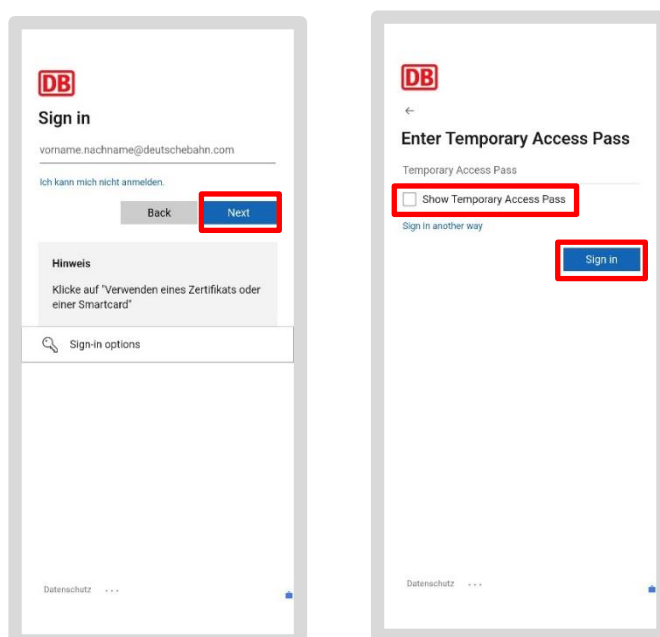 DB
Sign in
vorname.nachname@deutschebahn.com
Ich kann mich nicht anmelden.
Back Next
Hinweis
Klicke auf "Verwenden eines Zertifikats oder
einer Smartcard"
Sign-in options
Datenschutz ...
DB
Enter Temporary Access Pass
Temporary Access Pass
Show Temporary Access Pass
Sign in another way
Sign in
Datenschutz ...